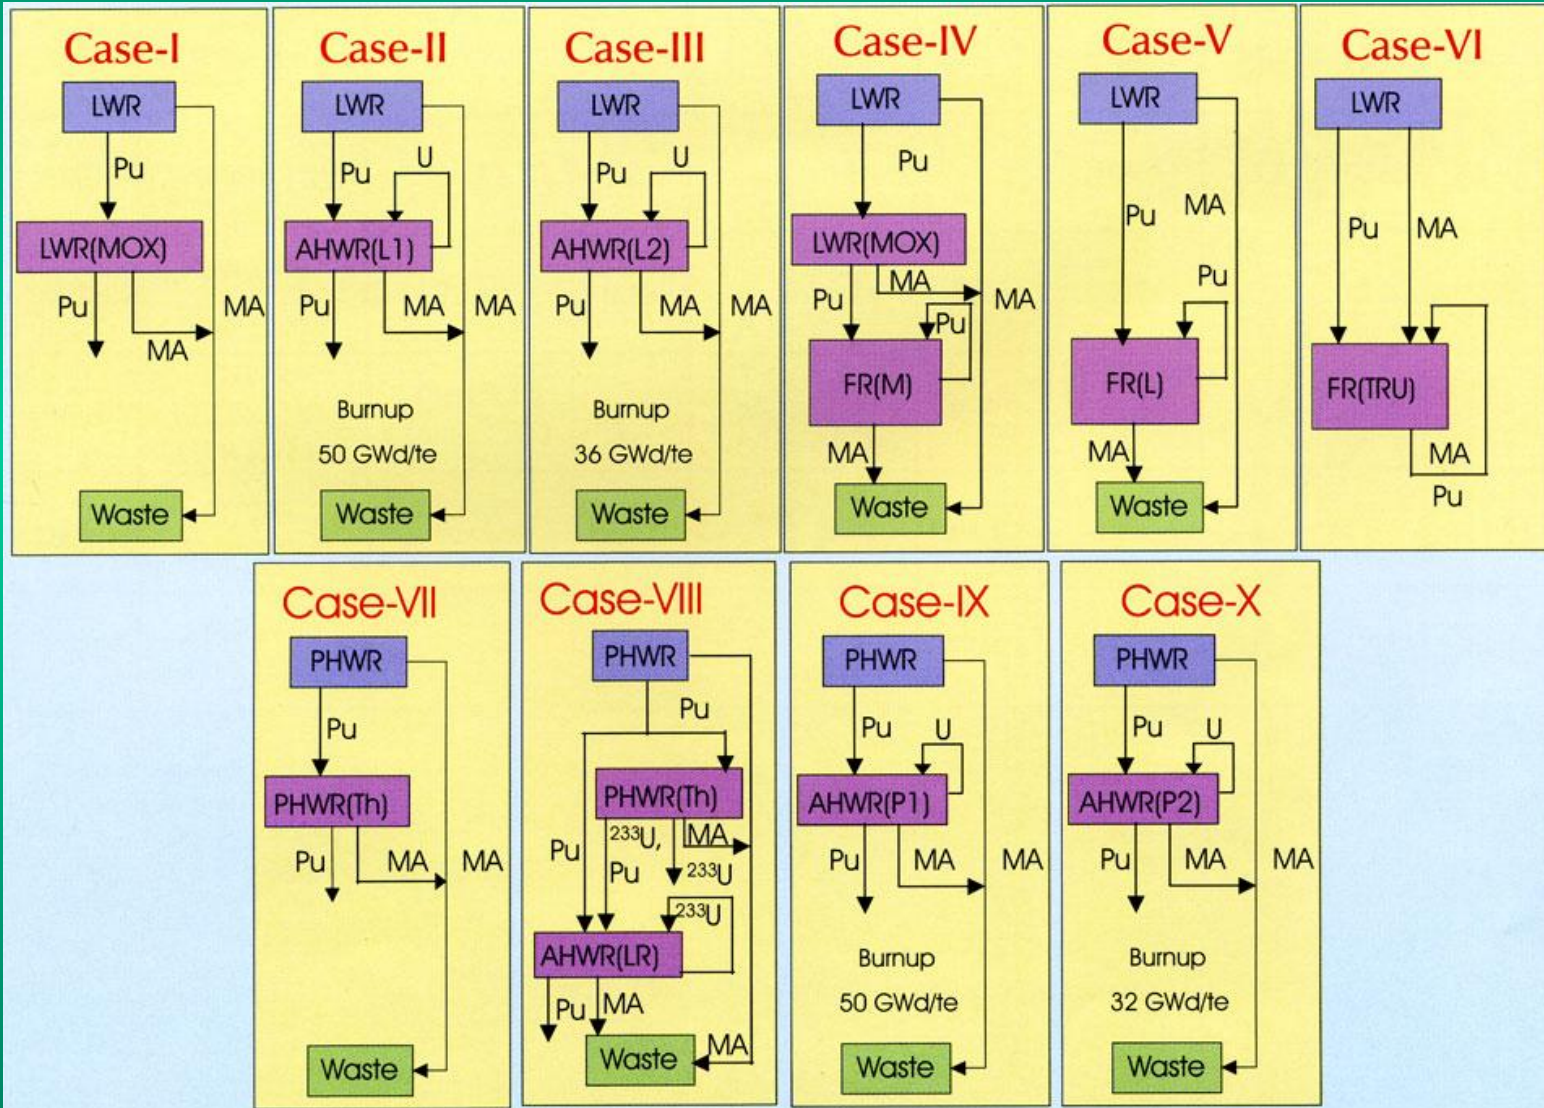 Case-I
LWR
Pu
LWR(MOX)
Pu
MA
MA
Waste
Case-II
LWR
Pu
U
AHWR(L1)
Pu
MA
MA
Burnup
50 GWd/te
Waste
Case-III
LWR
Pu
U
AHWR(L2)
Pu
MA
MA
Burnup
36 GWd/te
Waste
Case-IV
LWR
Pu
LWR(MOX)
MA
Pu
MA
Pu
FR(M)
MA
Waste
Case-V
LWR
Pu
MA
Pu
FR(L)
MA
Waste
Case-VI
LWR
Pu
MA
FR(TRU)
MA
Pu
Case-VII
PHWR
Pu
PHWR(Th)
Pu
MA
MA
Waste
Case-VIII
PHWR
Pu
PHWR(Th)
Pu
²³³U,
Pu
MA
²³³U
²³³U
AHWR(LR)
Pu
MA
Waste
MA
Case-IX
PHWR
Pu
U
AHWR(P1)
Pu
MA
MA
Burnup
50 GWd/te
Waste
Case-X
PHWR
Pu
U
AHWR(P2)
Pu
MA
MA
Burnup
32 GWd/te
Waste